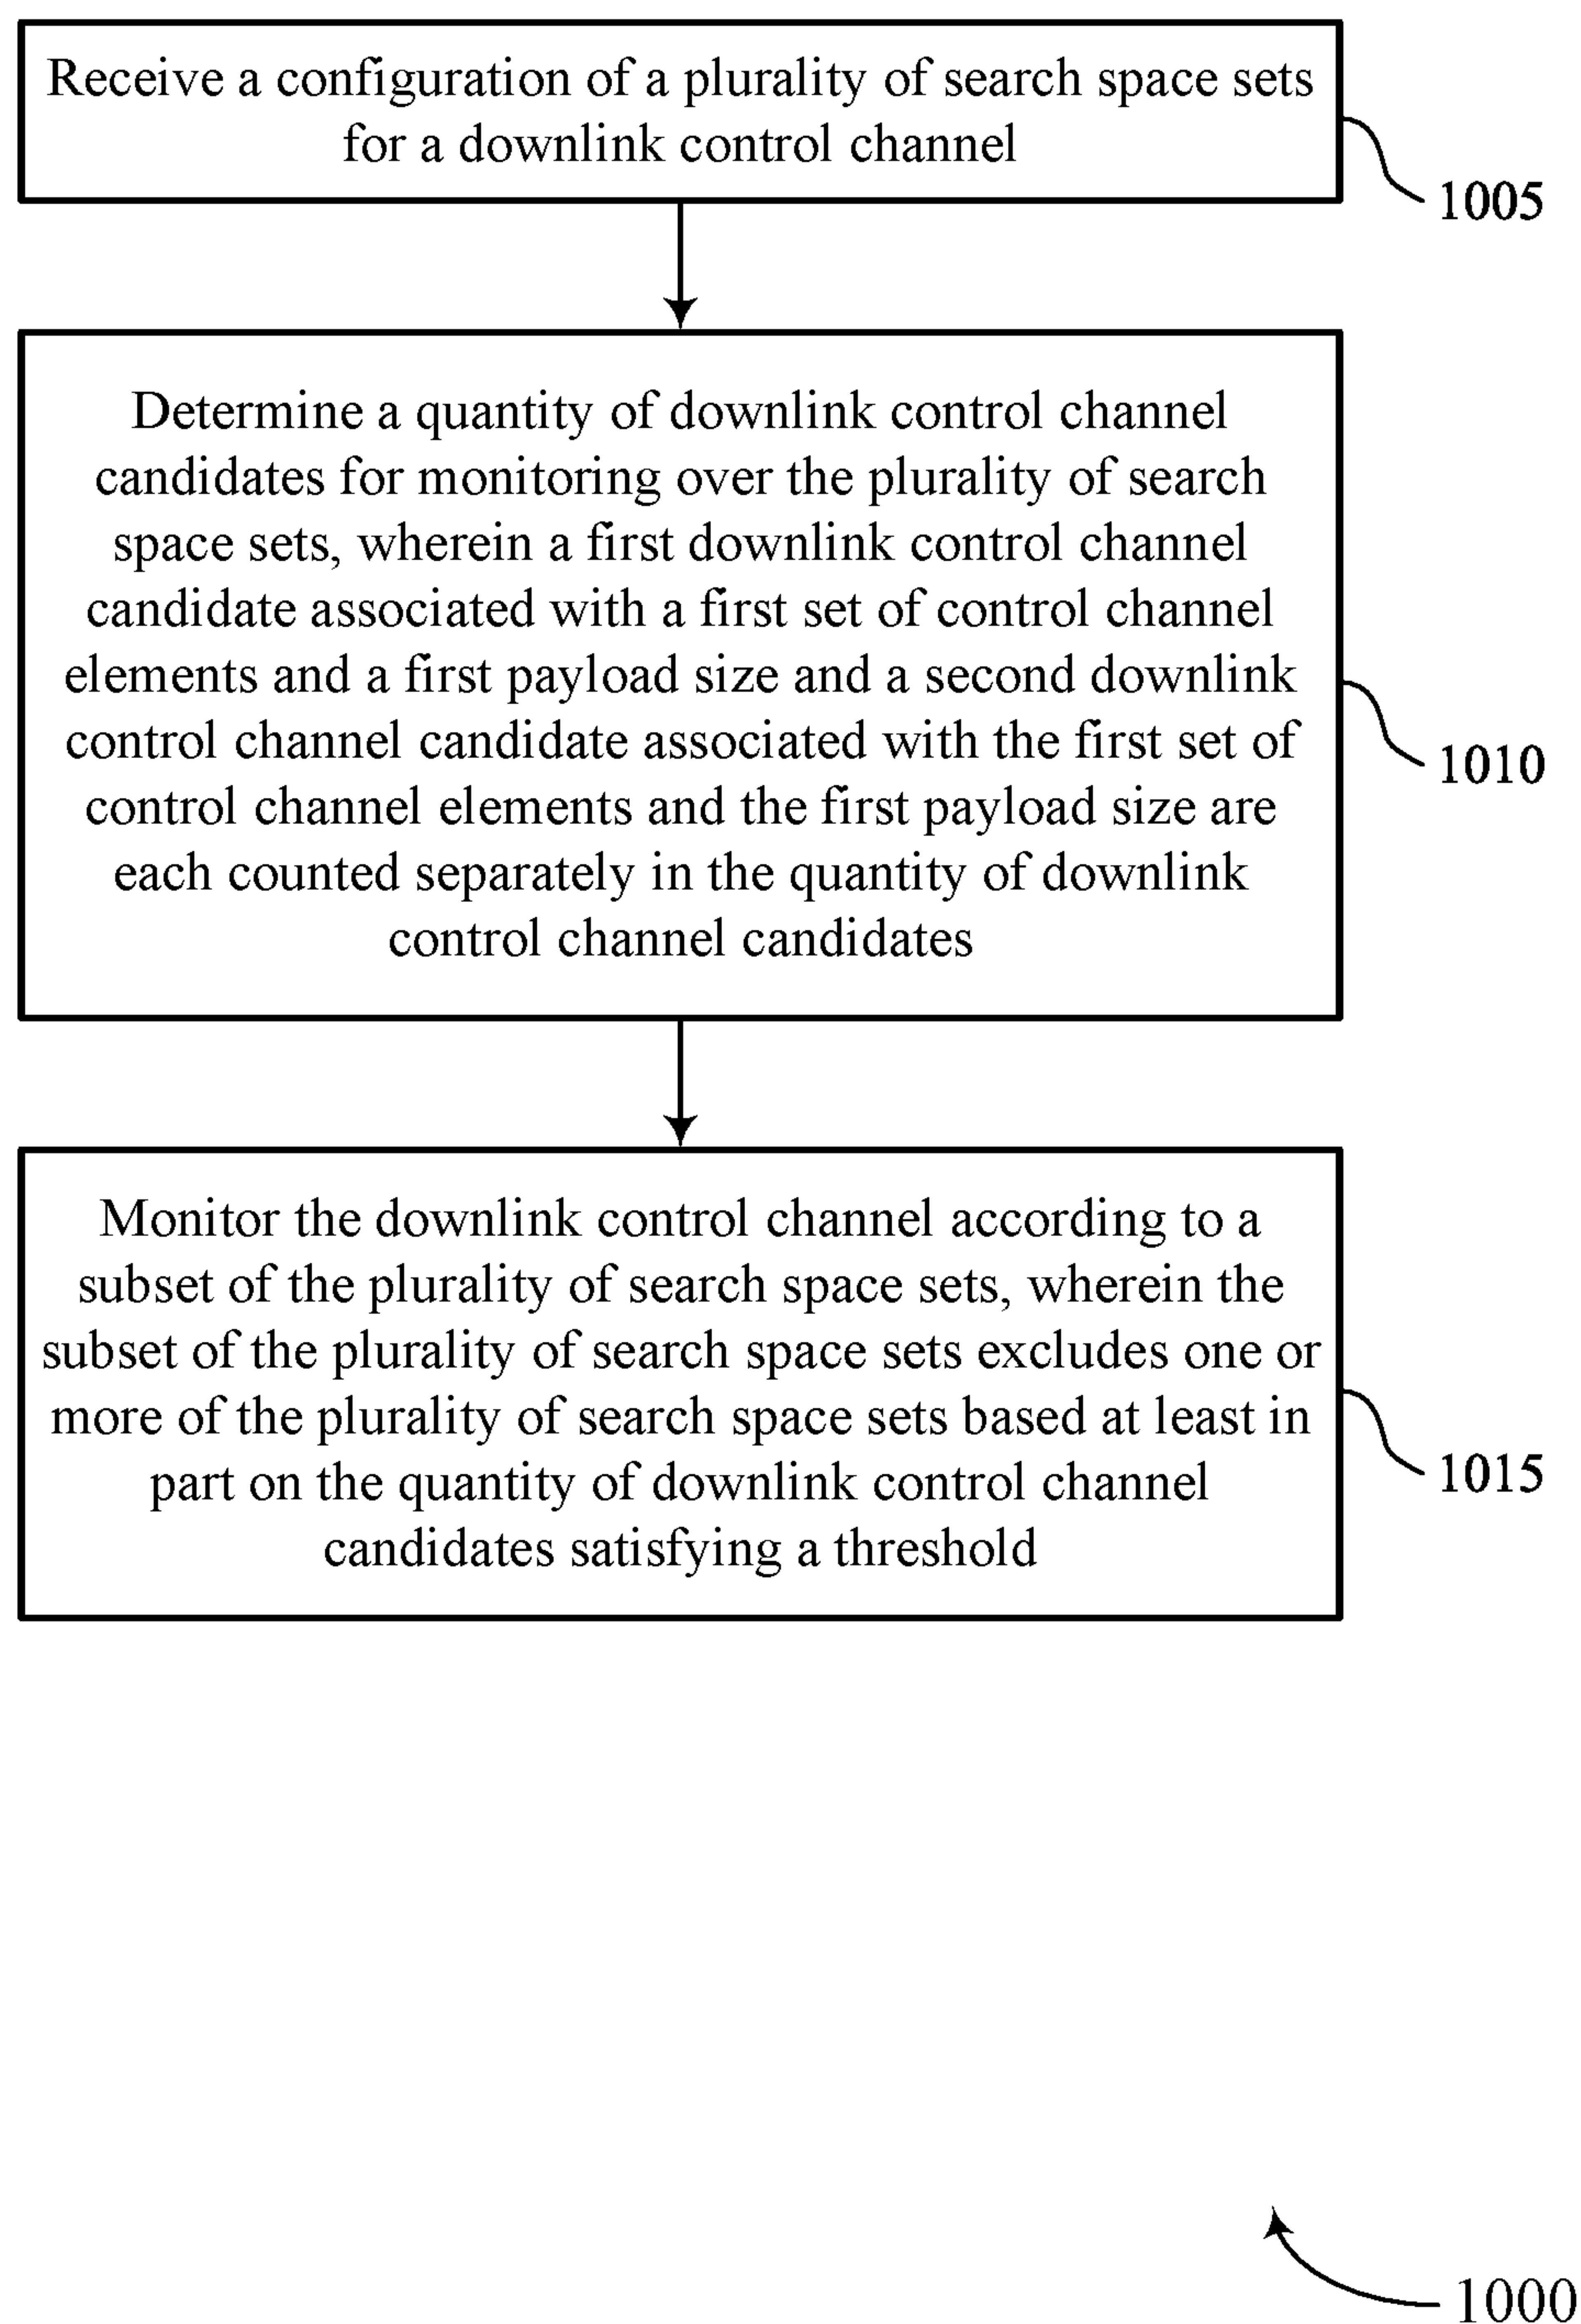 Receive a configuration of a plurality of search space sets
for a downlink control channel
1005
Determine a quantity of downlink control channel
candidates for monitoring over the plurality of search
space sets, wherein a first downlink control channel
candidate associated with a first set of control channel
elements and a first payload size and a second downlink
control channel candidate associated with the first set of
control channel elements and the first payload size are
each counted separately in the quantity of downlink
control channel candidates
1010
Monitor the downlink control channel according to a
subset of the plurality of search space sets, wherein the
subset of the plurality of search space sets excludes one or
more of the plurality of search space sets based at least in
part on the quantity of downlink control channel
candidates satisfying a threshold
1015
1000